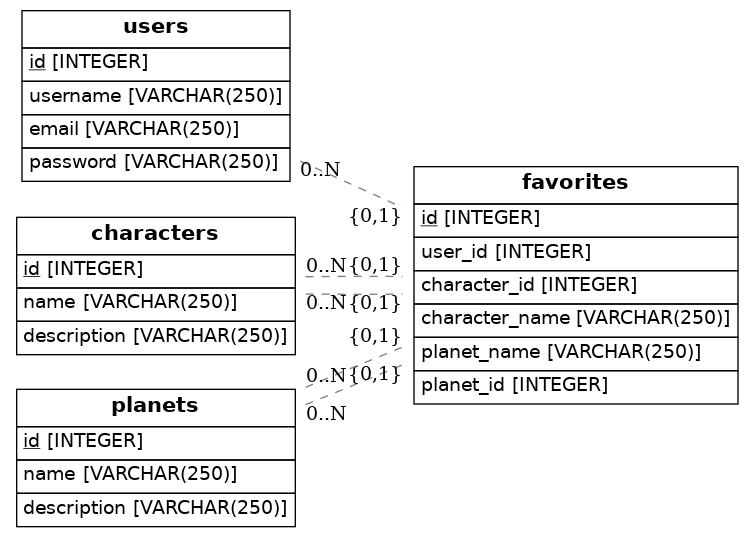 users
id [INTEGER]
username [VARCHAR(250)]
email [VARCHAR(250)]
password [VARCHAR(250)]
0..N
{0,1}
favorites
id [INTEGER]
user_id [INTEGER]
character_id [INTEGER]
character_name [VARCHAR(250)]
planet_name [VARCHAR(250)]
planet_id [INTEGER]
characters
id [INTEGER]
name [VARCHAR(250)]
description [VARCHAR(250)]
0..N {0,1}
0..N {0,1}
{0,1}
0..N {0,1}
0..N
planets
id [INTEGER]
name [VARCHAR(250)]
description [VARCHAR(250)]